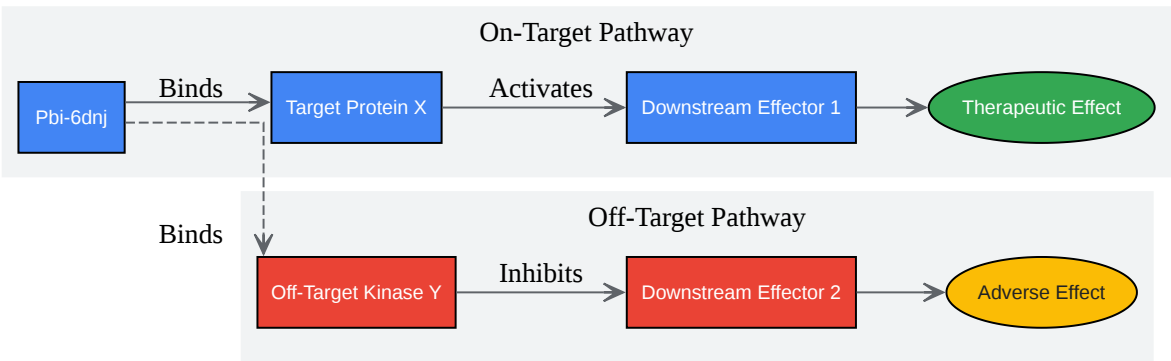 On-Target Pathway
Binds
Activates
Pbi-6dnj
Target Protein X
Downstream Effector 1
Therapeutic Effect
Off-Target Pathway
Binds
Inhibits
Off-Target Kinase Y
Downstream Effector 2
Adverse Effect